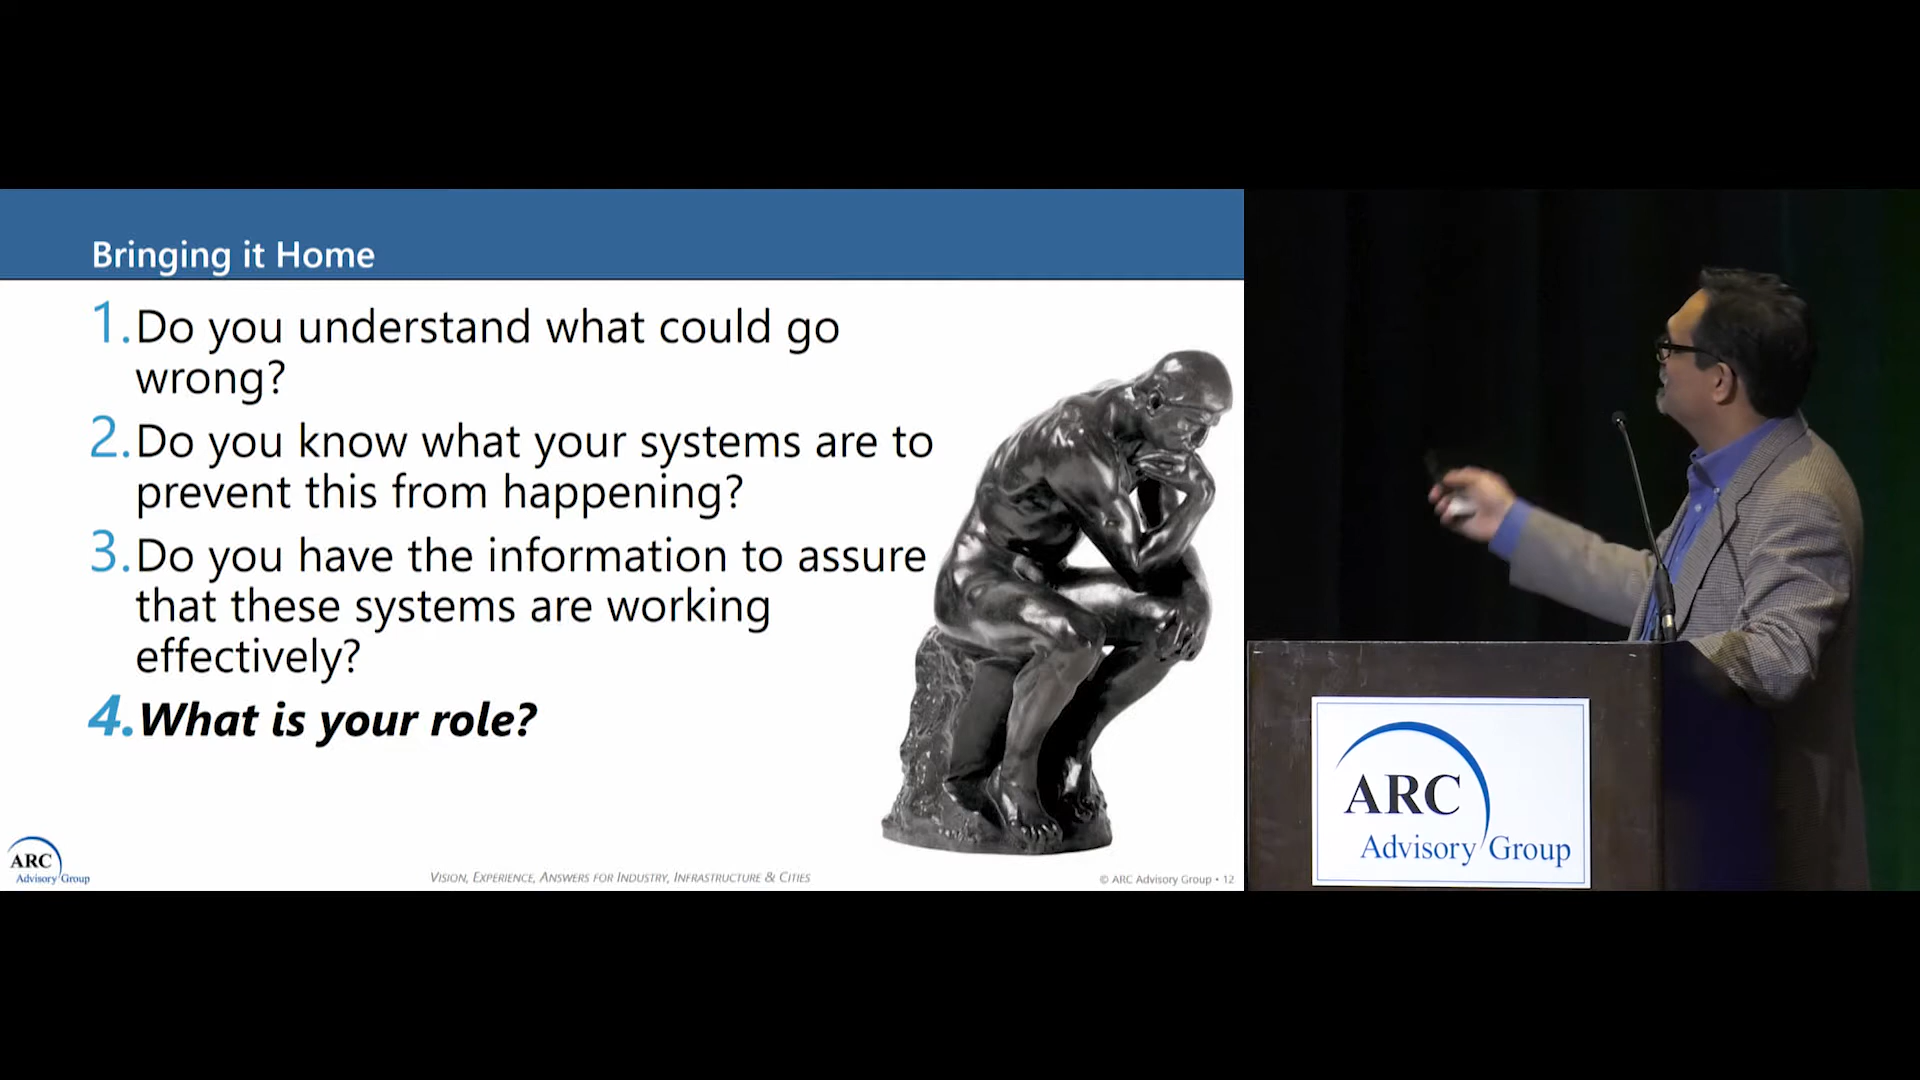 Bringing it Home
1. Do you understand what could go
wrong?
2. Do you know what your systems are to
prevent this from happening?
3. Do you have the information to assure
that these systems are working
effectively?
4. What is your role?
ARC
Advisory Group
VISION, EXPERIENCE, ANSWERS FOR INDUSTRY, INFRASTRUCTURE & CITIES
© ARC Advisory Group • 12
ARC
Advisory Group